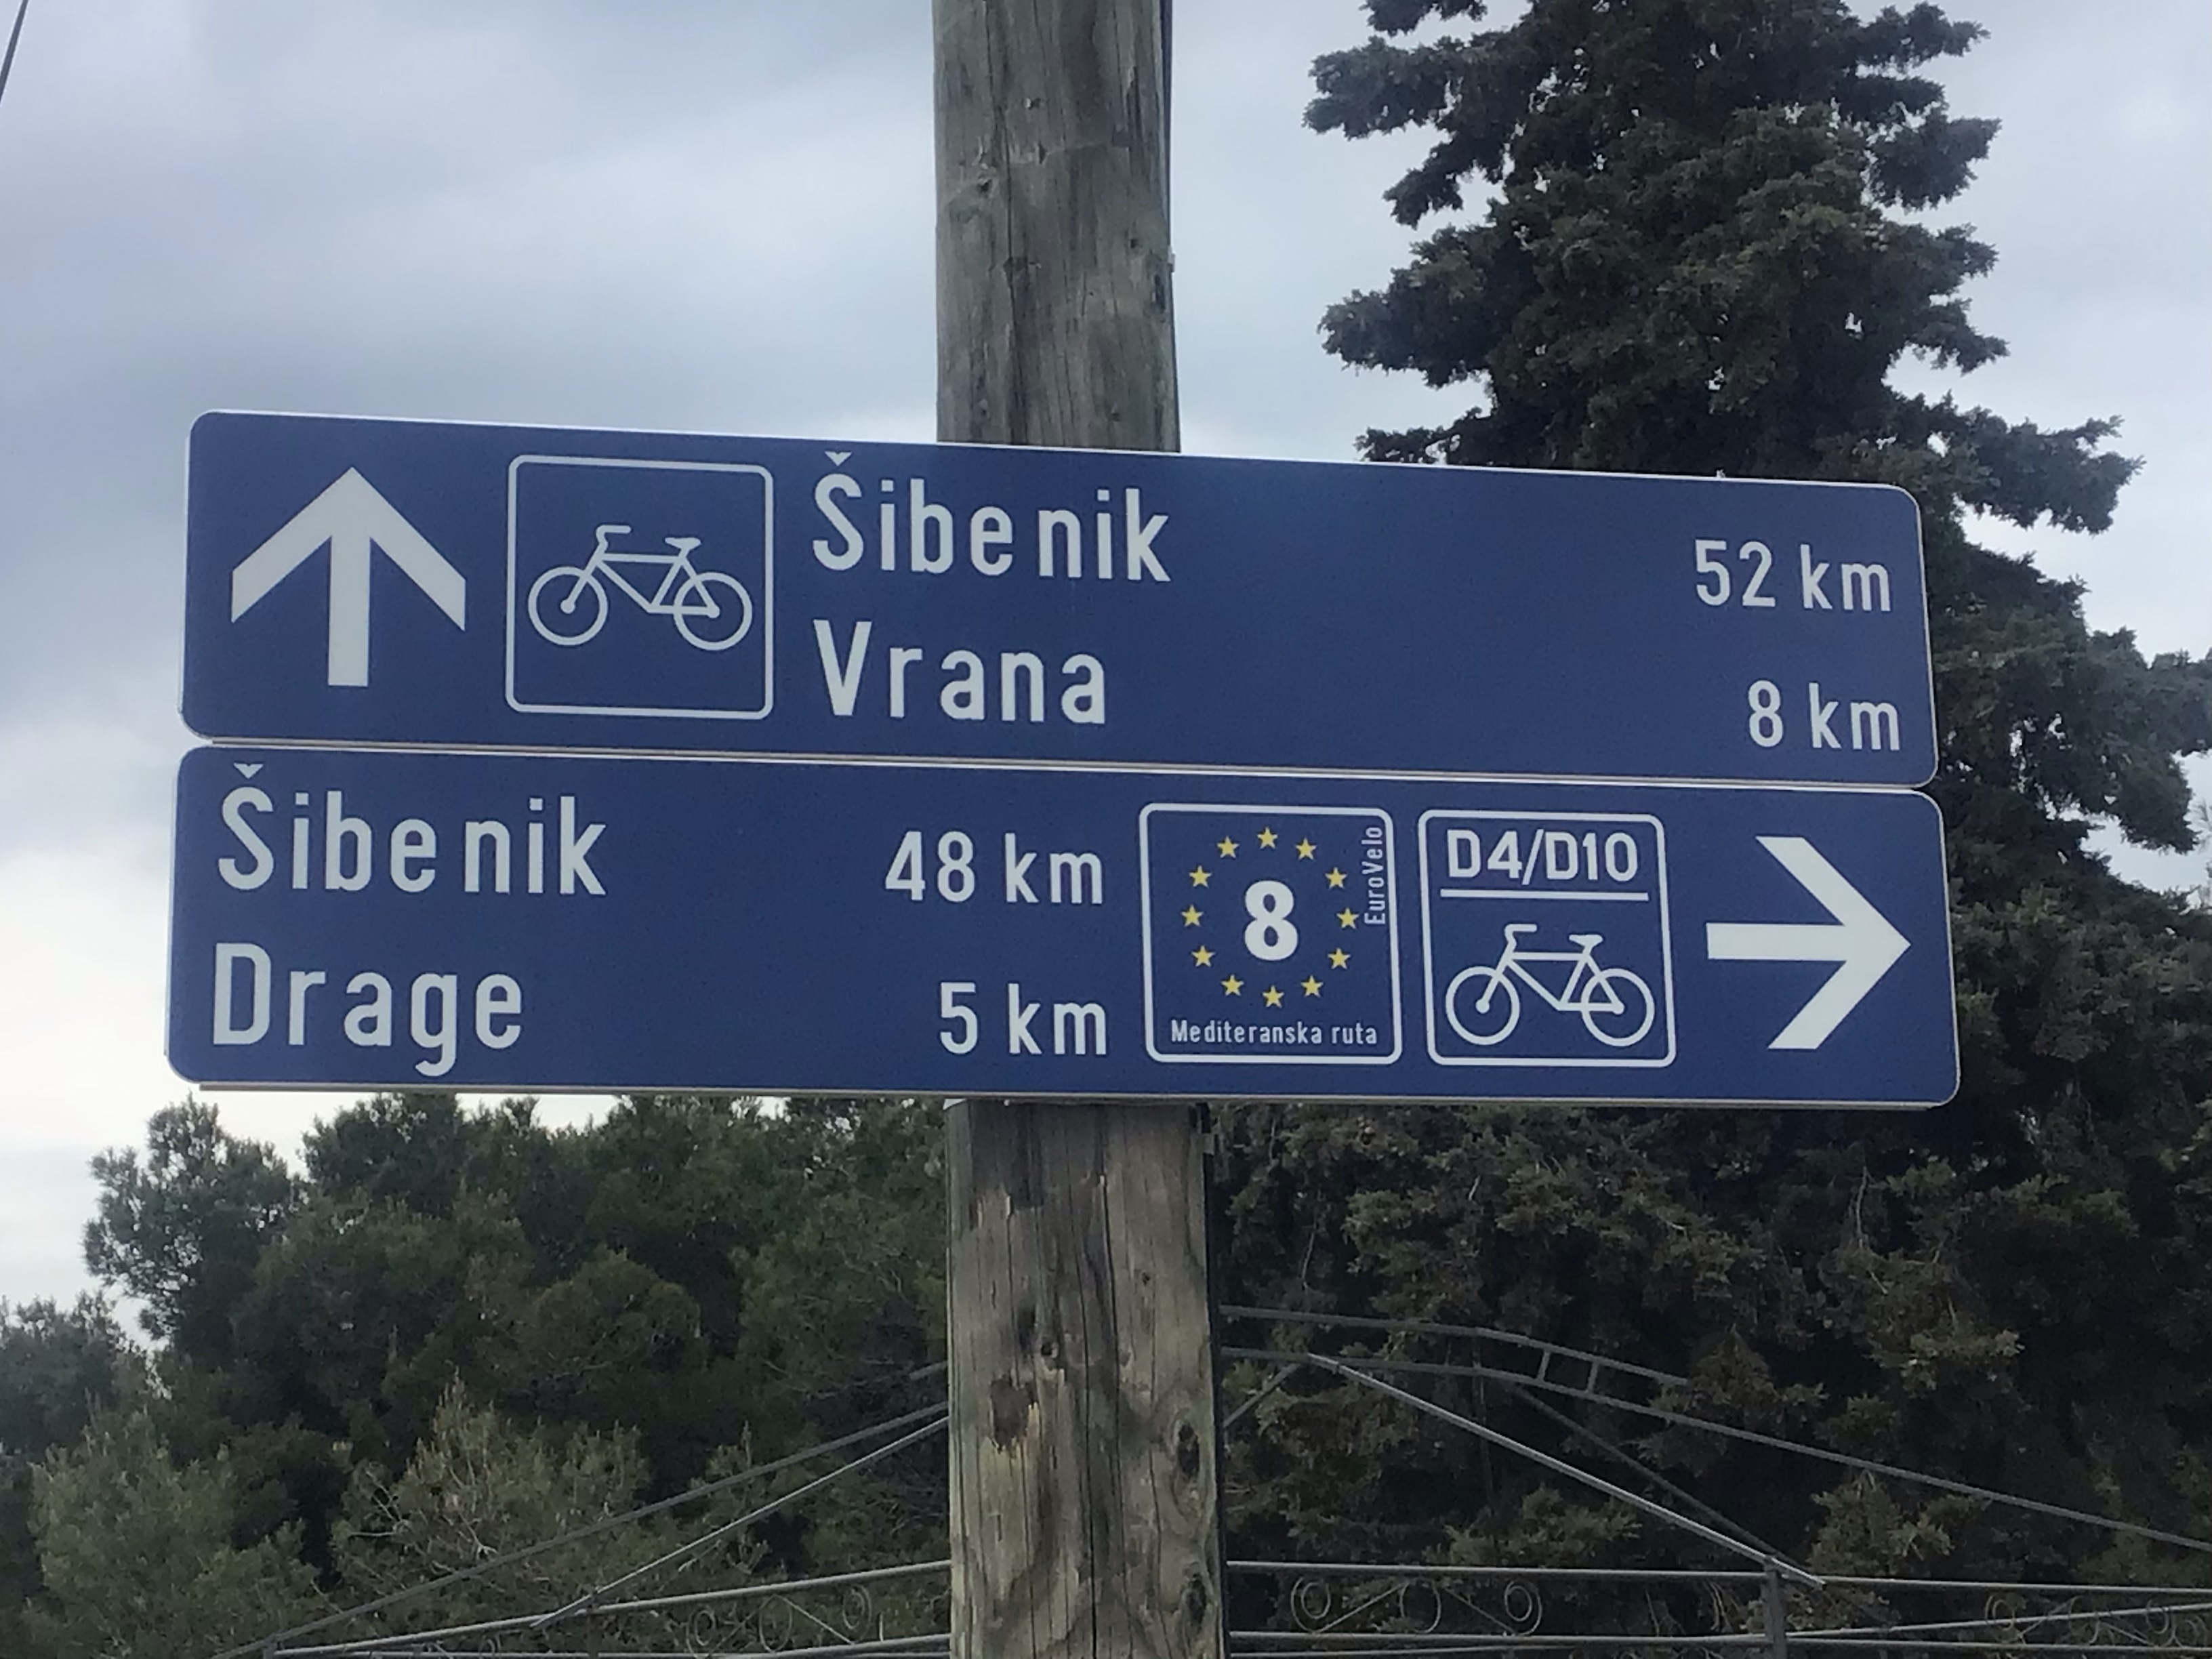 Šibenik 52 km
Vrana 8 km
Šibenik 48 km
Drage 5 km
8
EuroVelo
Mediteranska ruta
D4/D10